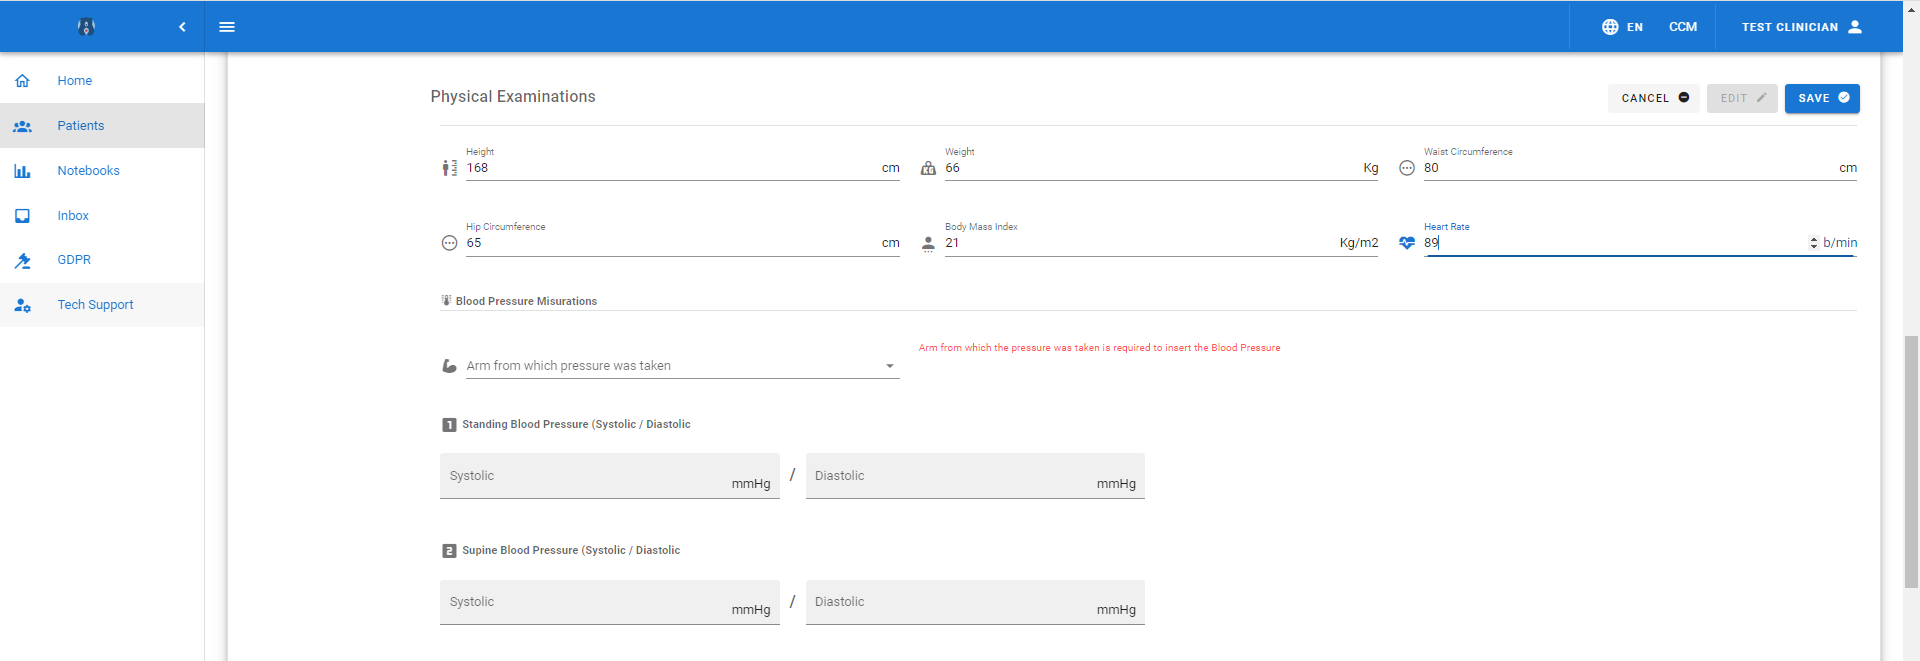 EN CCM TEST CLINICIAN
Home
Patients
Notebooks
Inbox
GDPR
Tech Support
Physical Examinations
CANCEL EDIT SAVE
Height Weight Waist Circumference
168 cm 66 Kg 80 cm
Hip Circumference Body Mass Index Heart Rate
65 cm 21 Kg/m2 89 b/min
Blood Pressure Misurations
Arm from which the pressure was taken is required to insert the Blood Pressure
Arm from which pressure was taken
1 Standing Blood Pressure (Systolic / Diastolic
Systolic mmHg / Diastolic mmHg
2 Supine Blood Pressure (Systolic / Diastolic
Systolic mmHg / Diastolic mmHg